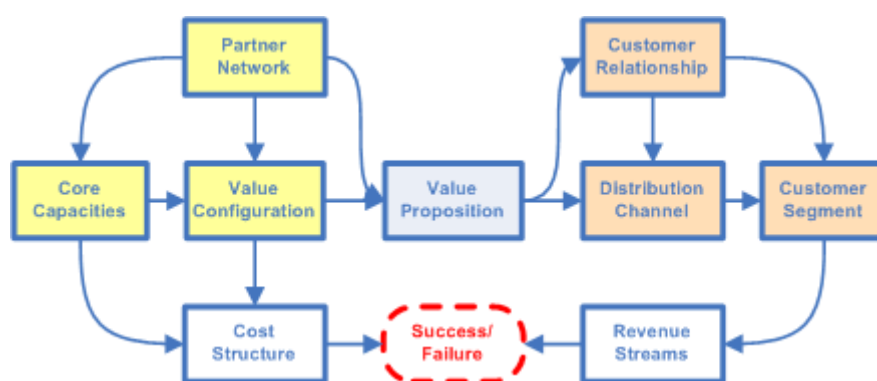 Partner
Network
Customer
Relationship
Core
Capacities
Value
Configuration
Value
Proposition
Distribution
Channel
Customer
Segment
Cost
Structure
Success/
Failure
Revenue
Streams